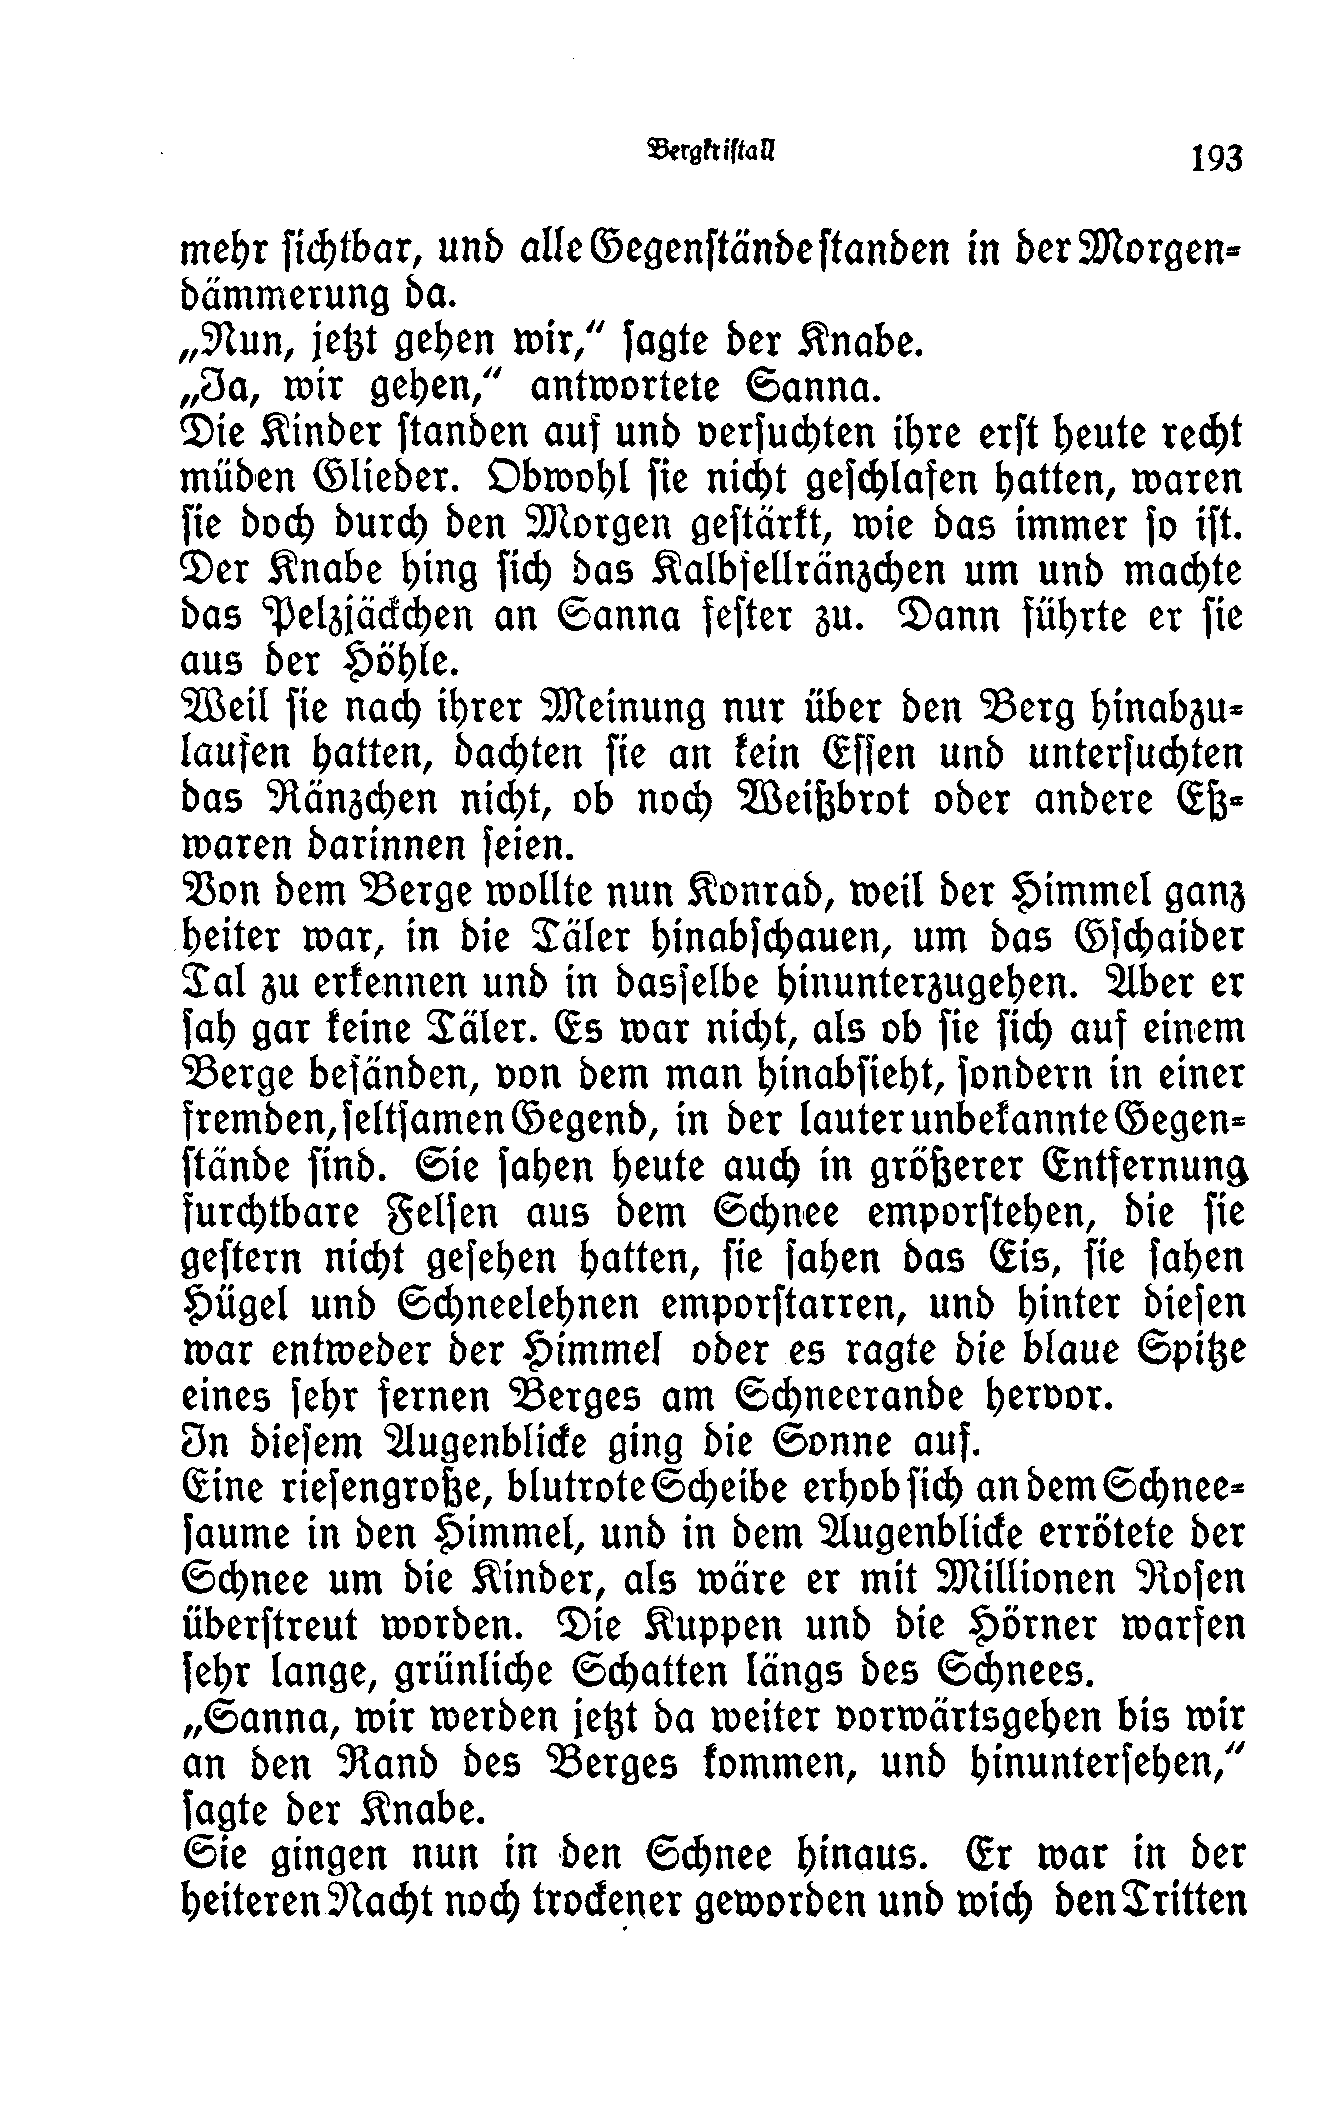 Bergkristall
193
mehr sichtbar, und alle Gegenstände standen in der Morgen-
dämmerung da.
„Nun, jetzt gehen wir,“ sagte der Knabe.
„Ja, wir gehen,“ antwortete Sanna.
Die Kinder standen auf und versuchten ihre erst heute recht
müden Glieder. Obwohl sie nicht geschlafen hatten, waren
sie doch durch den Morgen gestärkt, wie das immer so ist.
Der Knabe hing sich das Kalbfellränzchen um und machte
das Pelzjäckchen an Sanna fester zu. Dann führte er sie
aus der Höhle.
Weil sie nach ihrer Meinung nur über den Berg hinabzu-
laufen hatten, dachten sie an kein Essen und untersuchten
das Ränzchen nicht, ob noch Weißbrot oder andere Eß-
waren darinnen seien.
Von dem Berge wollte nun Konrad, weil der Himmel ganz
heiter war, in die Täler hinabschauen, um das Gschaider
Tal zu erkennen und in dasselbe hinunterzugehen. Aber er
sah gar keine Täler. Es war nicht, als ob sie sich auf einem
Berge befänden, von dem man hinabsieht, sondern in einer
fremden, seltsamen Gegend, in der lauter unbekannte Gegen-
stände sind. Sie sahen heute auch in größerer Entfernung
furchtbare Felsen aus dem Schnee emporstehen, die sie
gestern nicht gesehen hatten, sie sahen das Eis, sie sahen
Hügel und Schneelehnen emporstarren, und hinter diesen
war entweder der Himmel oder es ragte die blaue Spitze
eines sehr fernen Berges am Schneerande hervor.
In diesem Augenblicke ging die Sonne auf.
Eine riesengroße, blutrote Scheibe erhob sich an dem Schnee-
saume in den Himmel, und in dem Augenblicke errötete der
Schnee um die Kinder, als wäre er mit Millionen Rosen
überstreut worden. Die Kuppen und die Hörner warfen
sehr lange, grünliche Schatten längs des Schnees.
„Sanna, wir werden jetzt da weiter vorwärtsgehen bis wir
an den Rand des Berges kommen, und hinuntersehen,“
sagte der Knabe.
Sie gingen nun in den Schnee hinaus. Er war in der
heiteren Nacht noch trockener geworden und wich den Tritten